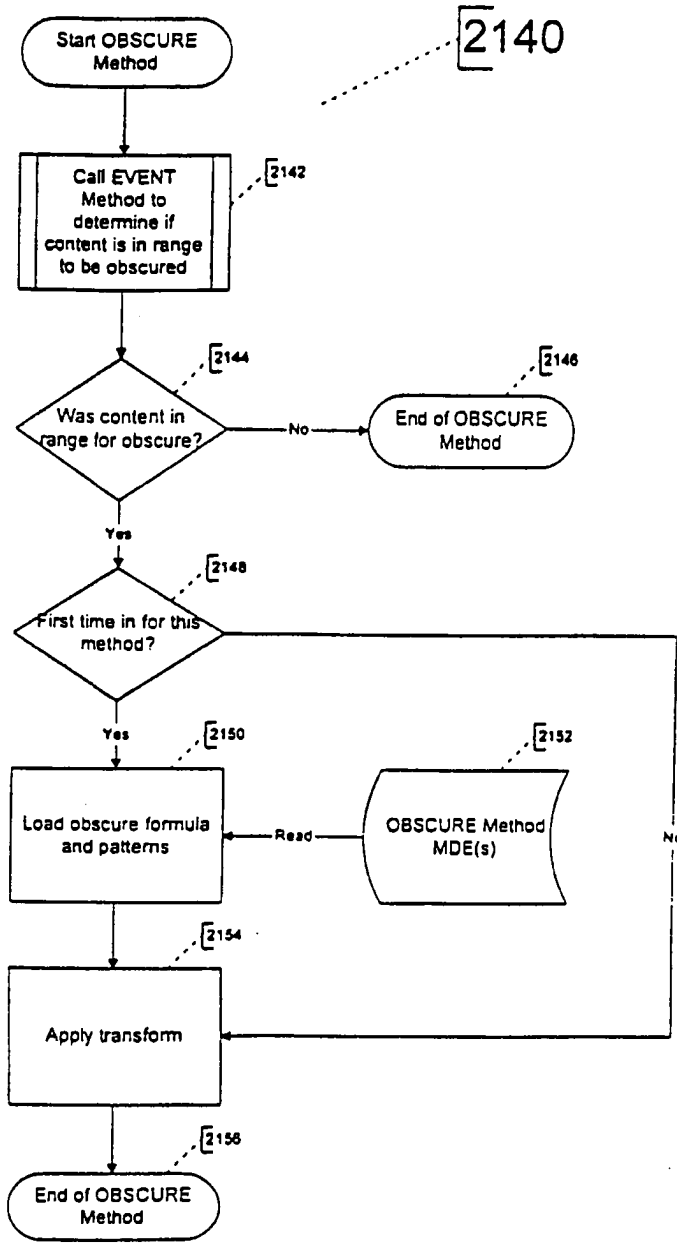 Start OBSCURE
Method
2140
Call EVENT
Method to
determine if
content is in range
to be obscured
2142
2144
Was content in
range for obscure?
No
2146
End of OBSCURE
Method
Yes
2148
First time in for this
method?
Yes
2150
Load obscure formula
and patterns
Read
2152
OBSCURE Method
MDE(s)
No
2154
Apply transform
2156
End of OBSCURE
Method